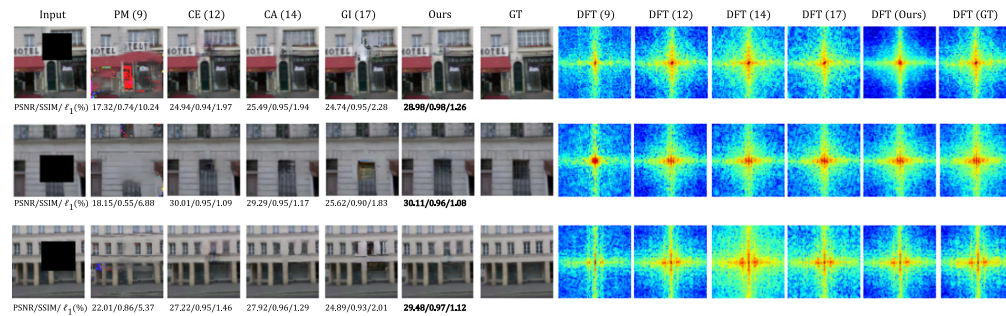 Input PM (9) CE (12) CA (14) GI (17) Ours GT DFT (9) DFT (12) DFT (14) DFT (17) DFT (Ours) DFT (GT)
HOTEL HOTEL HOTEL HOTEL HOTEL HOTEL
PSNR/SSIM/ ℓ1(%) 17.32/0.74/10.24 24.94/0.94/1.97 25.49/0.95/1.94 24.74/0.95/2.28 28.98/0.98/1.26
PSNR/SSIM/ ℓ1(%) 18.15/0.55/6.88 30.01/0.95/1.09 29.29/0.95/1.17 25.62/0.90/1.83 30.11/0.96/1.08
PSNR/SSIM/ ℓ1(%) 22.01/0.86/5.37 27.22/0.95/1.46 27.92/0.96/1.29 24.89/0.93/2.01 29.48/0.97/1.12